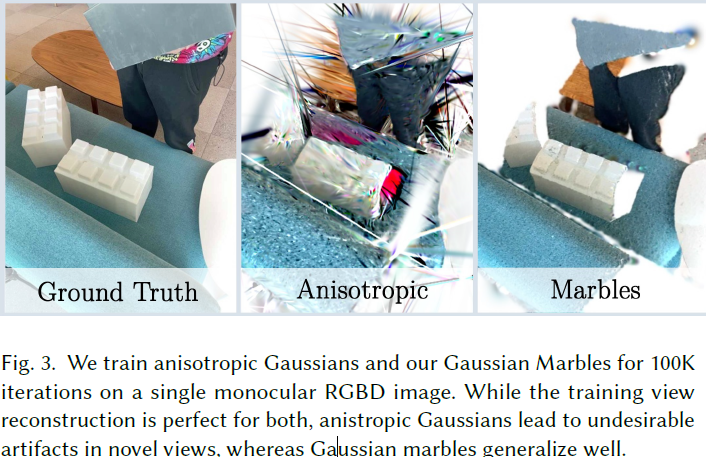 Ground Truth
Anisotropic
Marbles
Fig. 3. We train anisotropic Gaussians and our Gaussian Marbles for 100K
iterations on a single monocular RGBD image. While the training view
reconstruction is perfect for both, anistropic Gaussians lead to undesirable
artifacts in novel views, whereas Gaussian marbles generalize well.